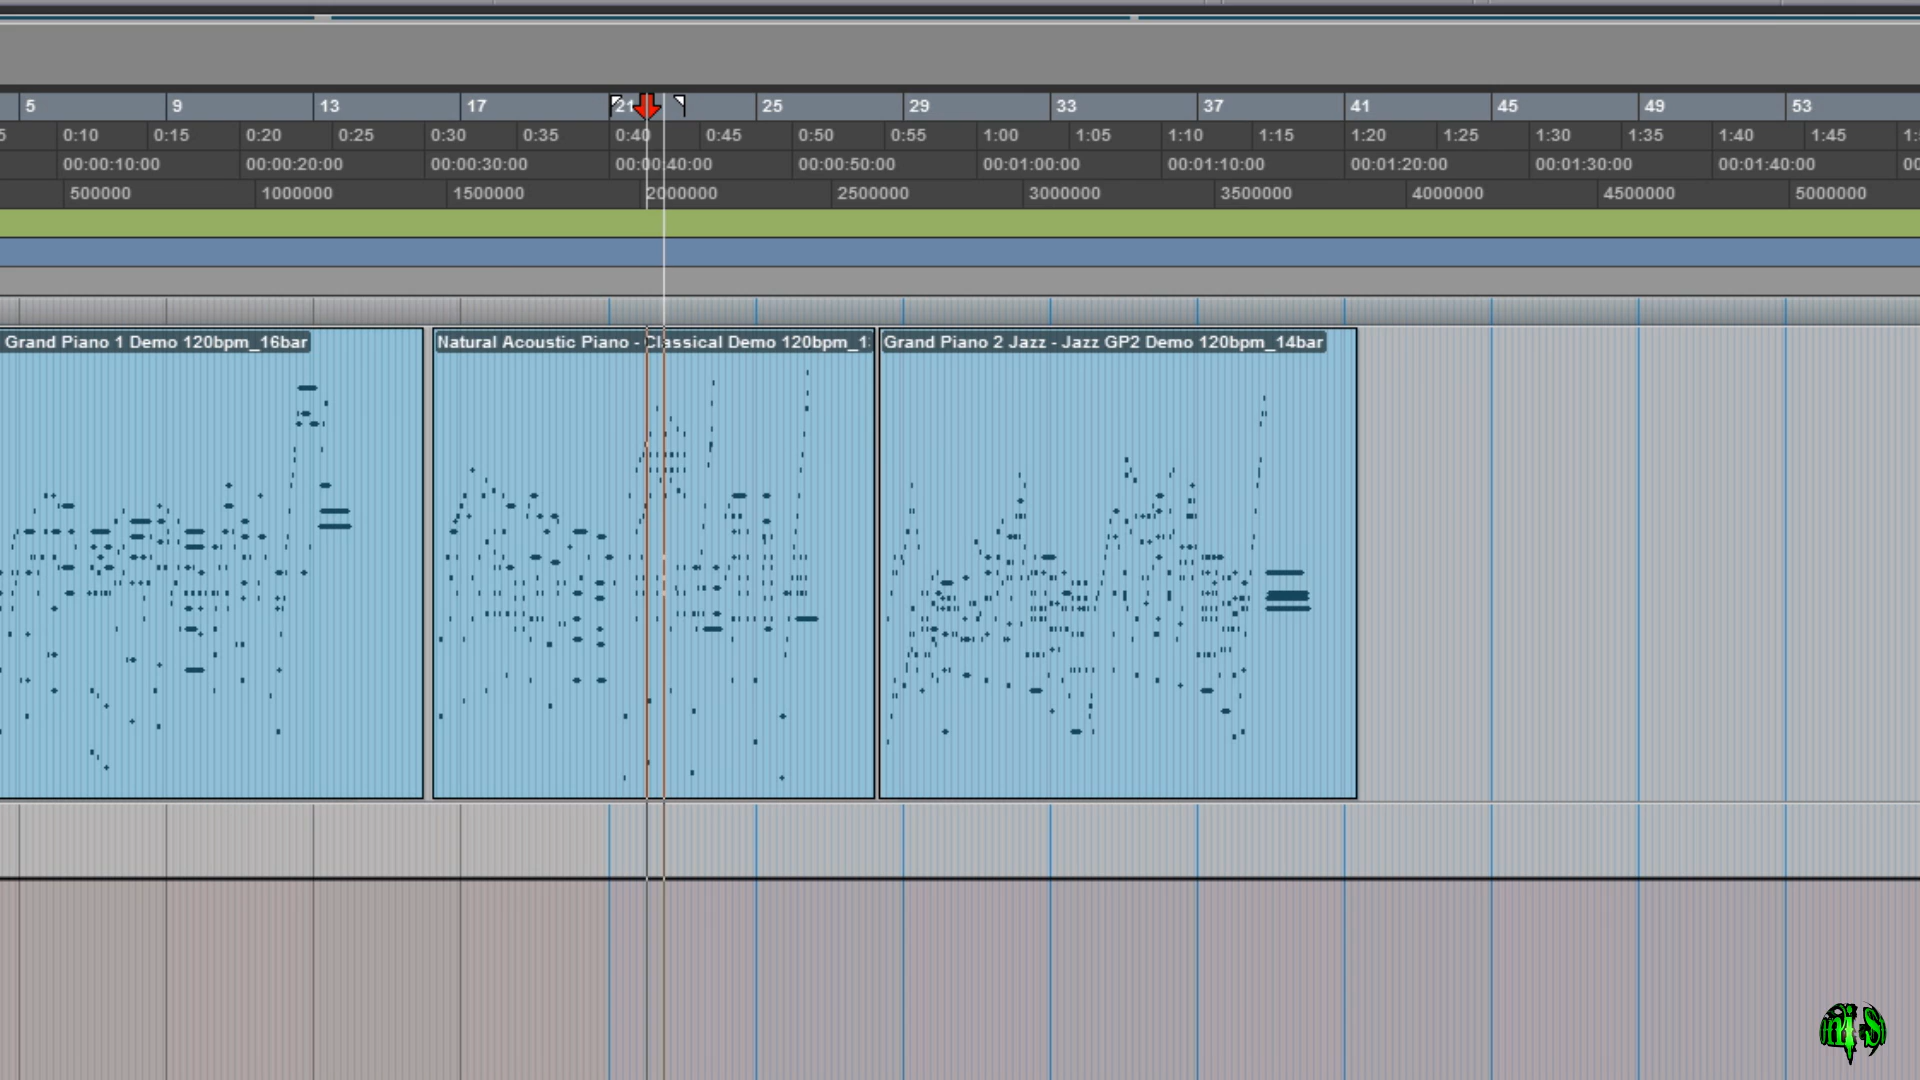 5 9 13 17 21 25 29 33 37 41 45 49 53
5 0:10 0:15 0:20 0:25 0:30 0:35 0:40 0:45 0:50 0:55 1:00 1:05 1:10 1:15 1:20 1:25 1:30 1:35 1:40 1:45 1:
00:00:10:00 00:00:20:00 00:00:30:00 00:00:40:00 00:00:50:00 00:01:00:00 00:01:10:00 00:01:20:00 00:01:30:00 00:01:40:00 00
500000 1000000 1500000 2000000 2500000 3000000 3500000 4000000 4500000 5000000
Grand Piano 1 Demo 120bpm_16bar
Natural Acoustic Piano - Classical Demo 120bpm_1
Grand Piano 2 Jazz - Jazz GP2 Demo 120bpm_14bar